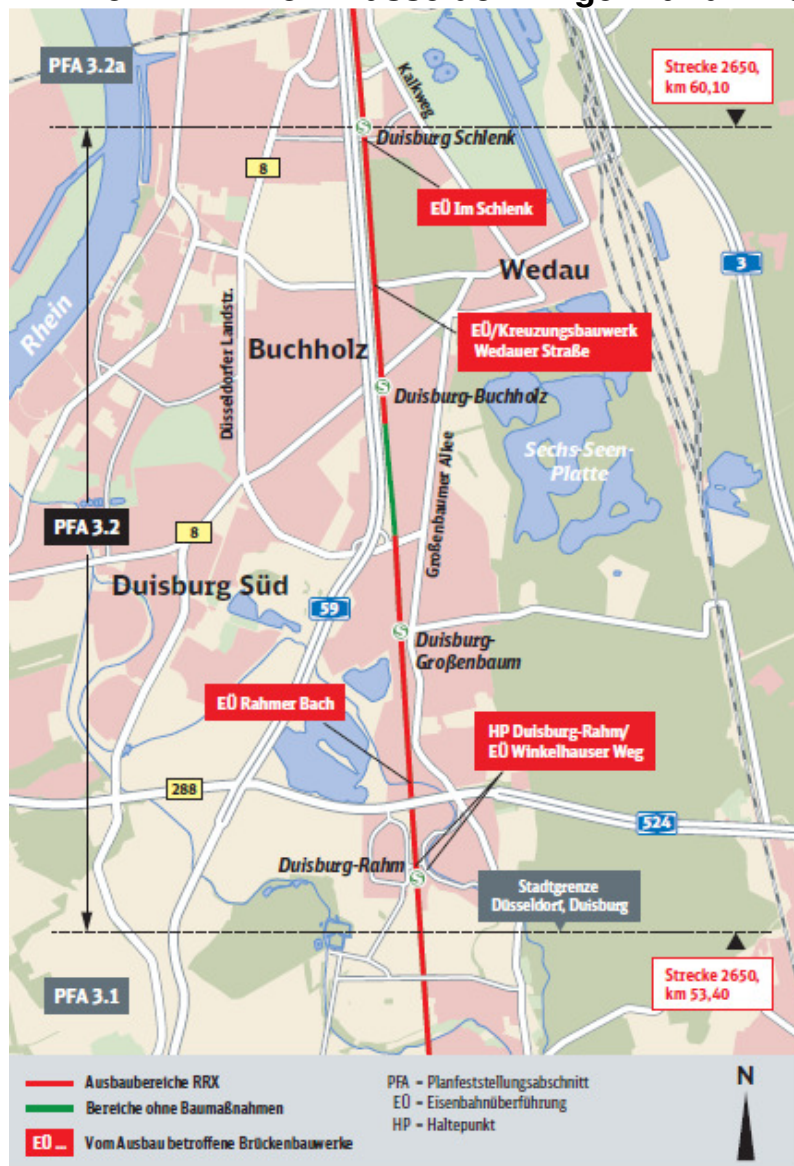 PFA 3.2a
Kalkweg
Strecke 2650,
km 60,10
Duisburg Schlenk
8
EÜ Im Schlenk
3
Wedau
Rhein
Düsseldorfer Landstr.
EÜ/Kreuzungsbauwerk
Wedauer Straße
Buchholz
Duisburg-Buchholz
Sechs-Seen-
Platte
Großenbaumer Allee
PFA 3.2
8
Duisburg Süd
59
Duisburg-
Großenbaum
EÜ Rahmer Bach
HP Duisburg-Rahm/
EÜ Winkelhauser Weg
288
524
Duisburg-Rahm
Stadtgrenze
Düsseldorf, Duisburg
PFA 3.1
Strecke 2650,
km 53,40
Ausbaubereiche RRX
Bereiche ohne Baumaßnahmen
EÜ ... Vom Ausbau betroffene Brückenbauwerke
PFA = Planfeststellungsabschnitt
EÜ = Eisenbahnüberführung
HP = Haltepunkt
N